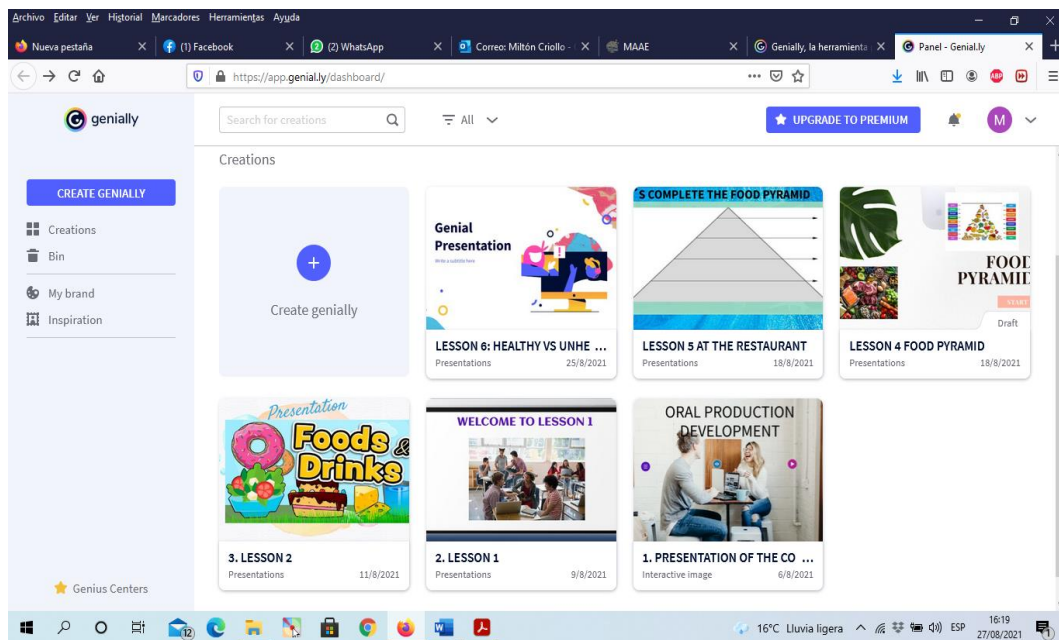 Archivo Editar Ver Historial Marcadores Herramientas Ayuda
Nueva pestaña
(1) Facebook
(2) WhatsApp
Correo: Miltón Criollo -
MAAE
Genially, la herramienta
Panel - Genial.ly
https://app.genial.ly/dashboard/
genially
Search for creations
All
UPGRADE TO PREMIUM
M
Creations
CREATE GENIALLY
Creations
Bin
My brand
Inspiration
Genius Centers
Create genially
Genial
Presentation
Write a subtitle here
LESSON 6: HEALTHY VS UNHE ...
Presentations 25/8/2021
S COMPLETE THE FOOD PYRAMID
LESSON 5 AT THE RESTAURANT
Presentations 18/8/2021
FOOD
PYRAMID
START
Draft
LESSON 4 FOOD PYRAMID
Presentations 18/8/2021
Presentation
Foods &
Drinks
3. LESSON 2
Presentations 11/8/2021
WELCOME TO LESSON 1
2. LESSON 1
Presentations 9/8/2021
ORAL PRODUCTION
DEVELOPMENT
1. PRESENTATION OF THE CO ...
Interactive image 6/8/2021
12
16°C Lluvia ligera
ESP
16:19
27/08/2021